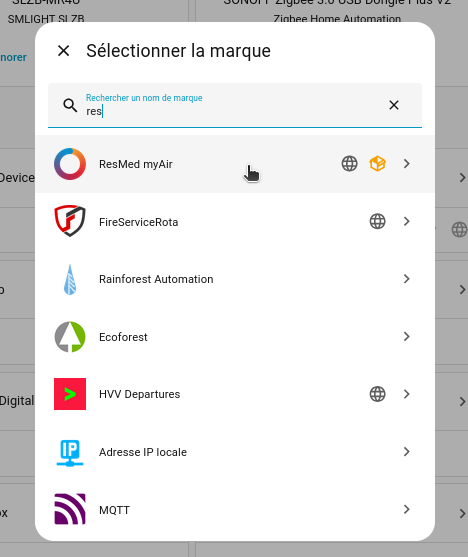 SLZB-MR4U
SMLIGHT SLZB
SONOFF Zigbee 3.0 USB Dongle Plus V2
Zigbee Home Automation
Sélectionner la marque
norer
Rechercher un nom de marque
res
ResMed myAir
Device
FireServiceRota
Rainforest Automation
Ecoforest
HVV Departures
Digital
Adresse IP locale
MQTT